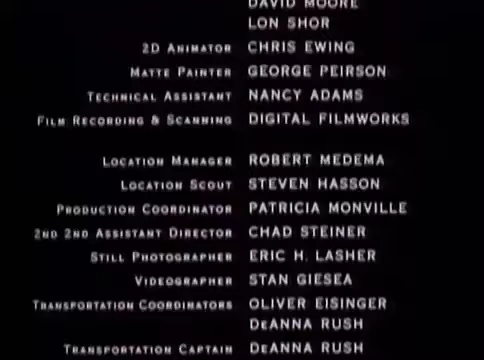 DAVID MOORE
LON SHOR
2D ANIMATOR CHRIS EWING
MATTE PAINTER GEORGE PEIRSON
TECHNICAL ASSISTANT NANCY ADAMS
FILM RECORDING & SCANNING DIGITAL FILMWORKS
LOCATION MANAGER ROBERT MEDEMA
LOCATION SCOUT STEVEN HASSON
PRODUCTION COORDINATOR PATRICIA MONVILLE
2ND 2ND ASSISTANT DIRECTOR CHAD STEINER
STILL PHOTOGRAPHER ERIC H. LASHER
VIDEOGRAPHER STAN GIESEA
TRANSPORTATION COORDINATORS OLIVER EISINGER
DeANNA RUSH
TRANSPORTATION CAPTAIN DeANNA RUSH